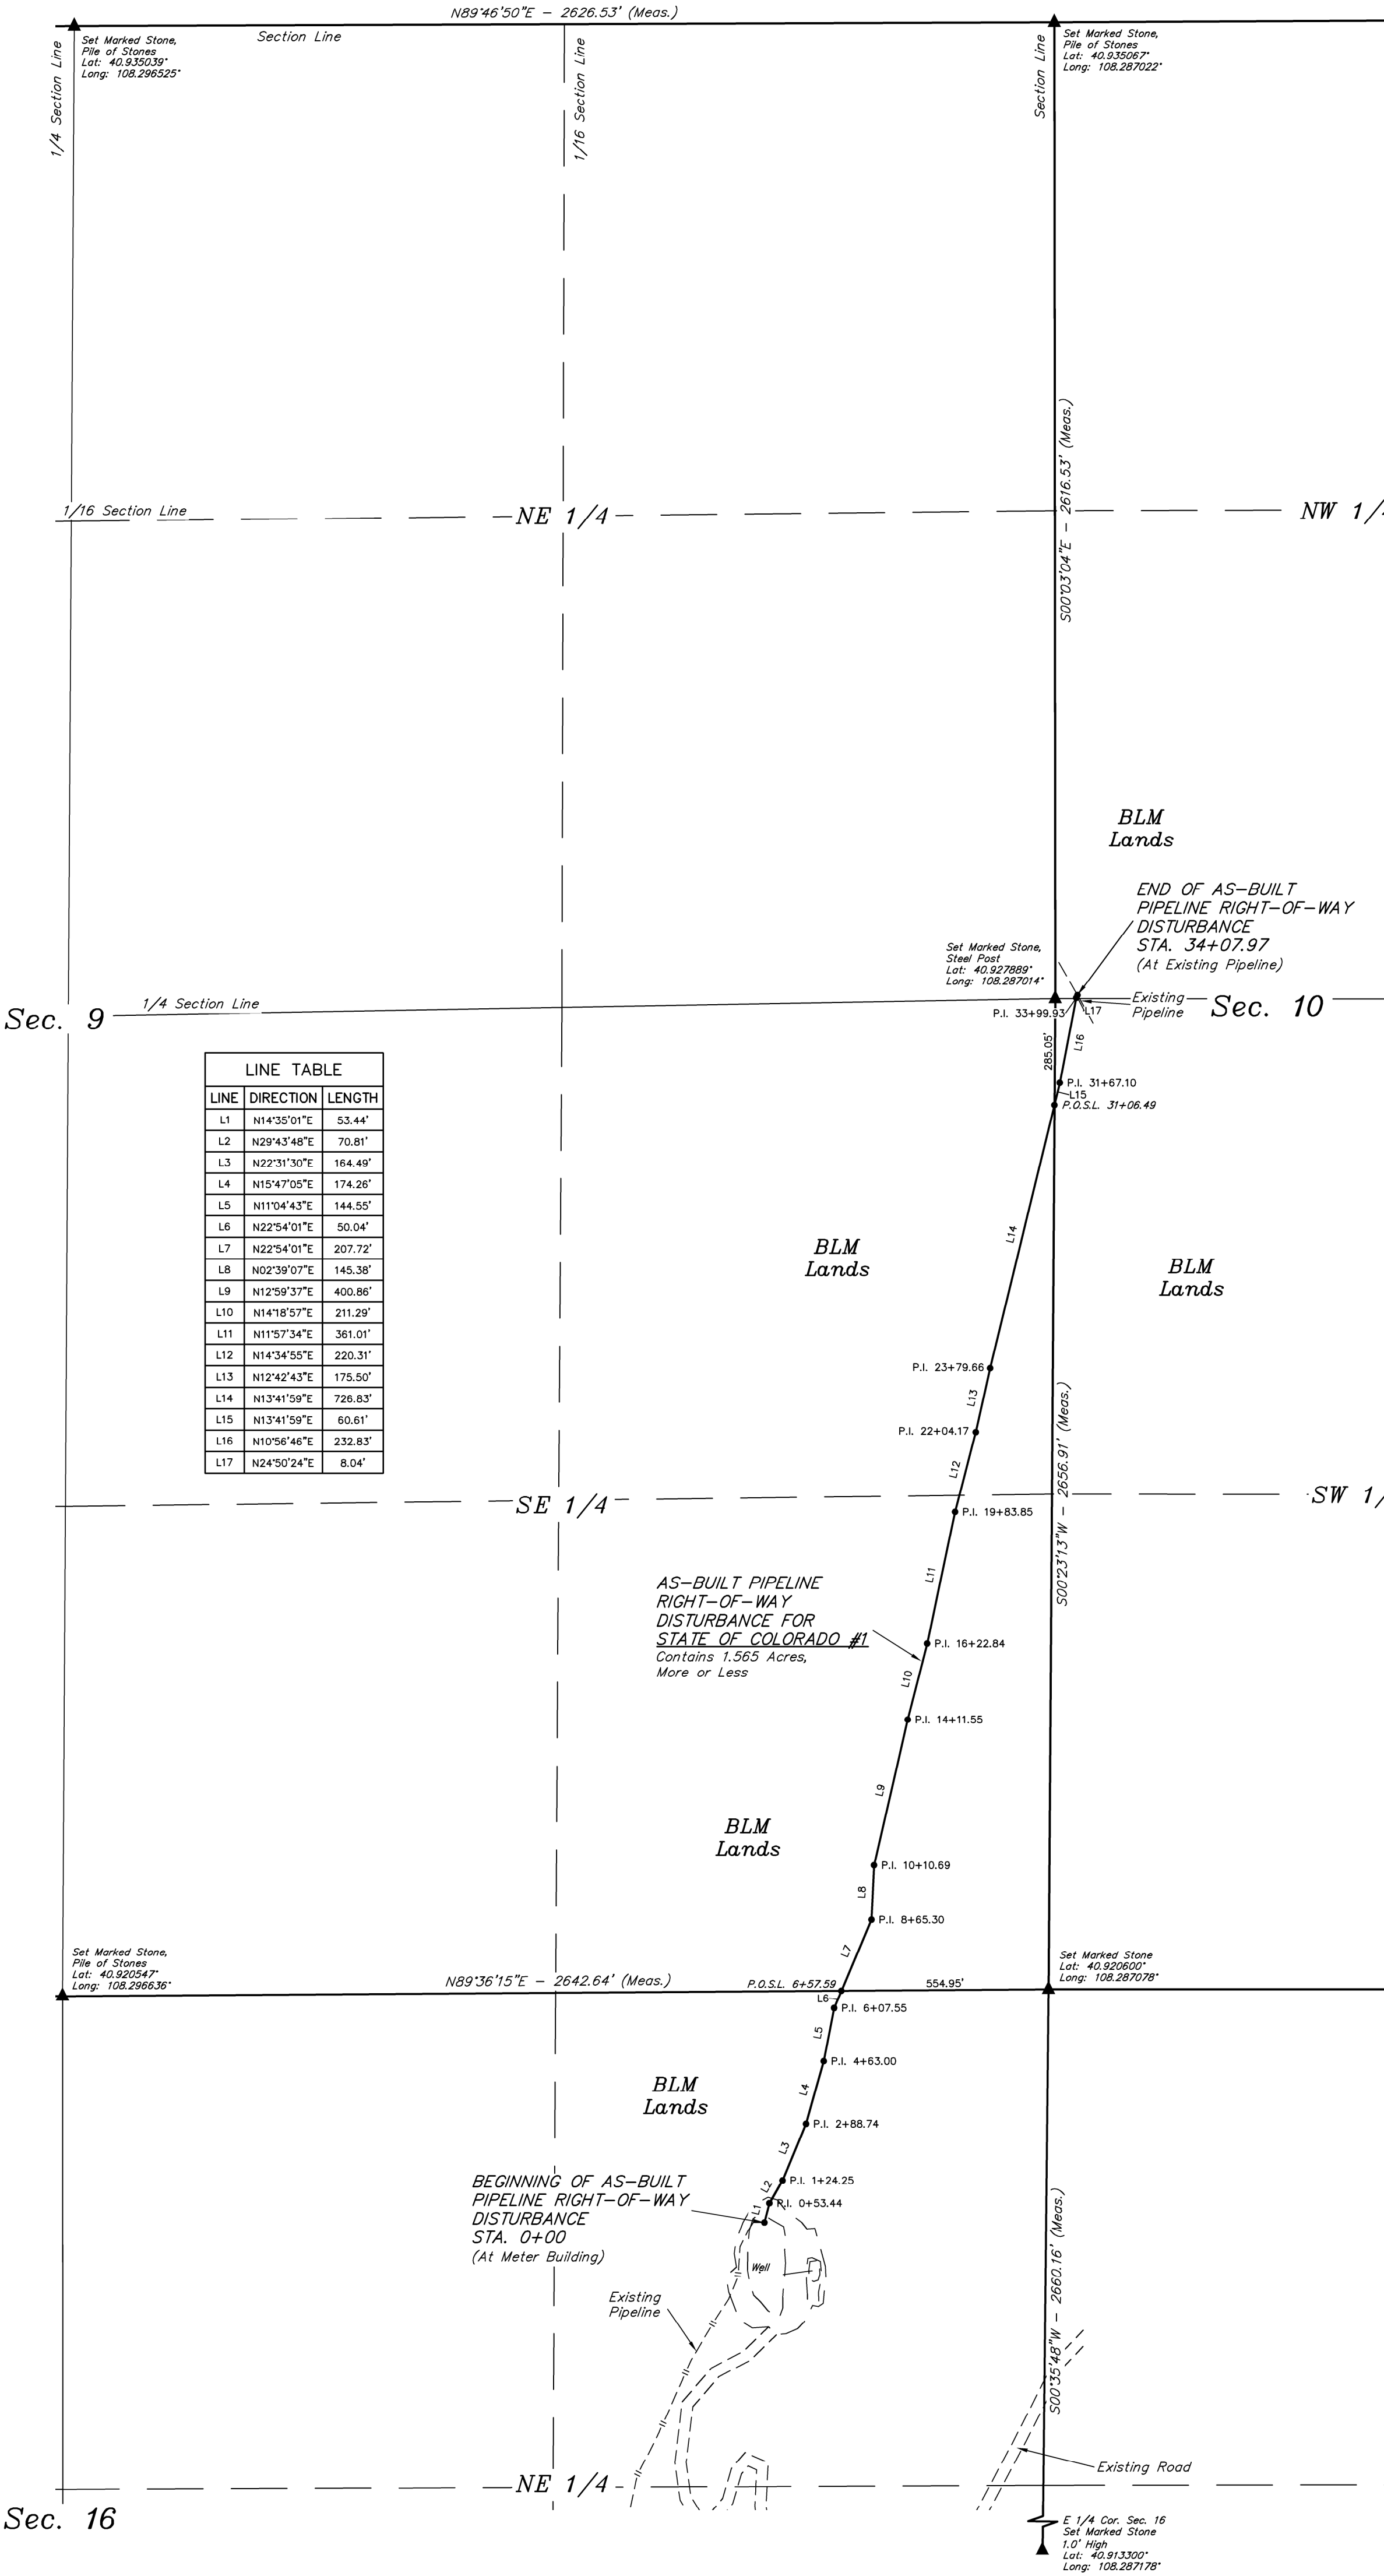 N89°46'50"E - 2626.53' (Meas.)
Section Line
Set Marked Stone,
Pile of Stones
Lat: 40.935039°
Long: 108.296525°
Set Marked Stone,
Pile of Stones
Lat: 40.935067°
Long: 108.287022°
1/4 Section Line
1/16 Section Line
Section Line
S00°03'04"E - 2616.53' (Meas.)
1/16 Section Line
NE 1/4
NW 1/4
BLM
Lands
END OF AS-BUILT
PIPELINE RIGHT-OF-WAY
DISTURBANCE
STA. 34+07.97
(At Existing Pipeline)
Set Marked Stone,
Steel Post
Lat: 40.927889°
Long: 108.287014°
Sec. 9
1/4 Section Line
Existing
Pipeline
Sec. 10
P.I. 33+99.93
L17
L16
285.05'
P.I. 31+67.10
L15
P.O.S.L. 31+06.49
LINE TABLE
LINE DIRECTION LENGTH
L1 N14°35'01"E 53.44'
L2 N29°43'48"E 70.81'
L3 N22°31'30"E 164.49'
L4 N15°47'05"E 174.26'
L5 N11°04'43"E 144.55'
L6 N22°54'01"E 50.04'
L7 N22°54'01"E 207.72'
L8 N02°39'07"E 145.38'
L9 N12°59'37"E 400.86'
L10 N14°18'57"E 211.29'
L11 N11°57'34"E 361.01'
L12 N14°34'55"E 220.31'
L13 N12°42'43"E 175.50'
L14 N13°41'59"E 726.83'
L15 N13°41'59"E 60.61'
L16 N10°56'46"E 232.83'
L17 N24°50'24"E 8.04'
L14
BLM
Lands
BLM
Lands
P.I. 23+79.66
L13
P.I. 22+04.17
S00°23'13"W - 2656.91' (Meas.)
L12
SE 1/4
SW 1/
P.I. 19+83.85
L11
AS-BUILT PIPELINE
RIGHT-OF-WAY
DISTURBANCE FOR
STATE OF COLORADO #1
Contains 1.565 Acres,
More or Less
P.I. 16+22.84
L10
P.I. 14+11.55
L9
BLM
Lands
P.I. 10+10.69
L8
P.I. 8+65.30
L7
Set Marked Stone,
Pile of Stones
Lat: 40.920547°
Long: 108.296636°
N89°36'15"E - 2642.64' (Meas.)
P.O.S.L. 6+57.59
554.95'
Set Marked Stone
Lat: 40.920600°
Long: 108.287078°
L6
P.I. 6+07.55
L5
P.I. 4+63.00
BLM
Lands
L4
P.I. 2+88.74
L3
P.I. 1+24.25
L2
P.I. 0+53.44
L1
BEGINNING OF AS-BUILT
PIPELINE RIGHT-OF-WAY
DISTURBANCE
STA. 0+00
(At Meter Building)
Well
Existing
Pipeline
S00°35'48"W - 2660.16' (Meas.)
Existing Road
NE 1/4
Sec. 16
E 1/4 Cor. Sec. 16
Set Marked Stone
1.0' High
Lat: 40.913300°
Long: 108.287178°